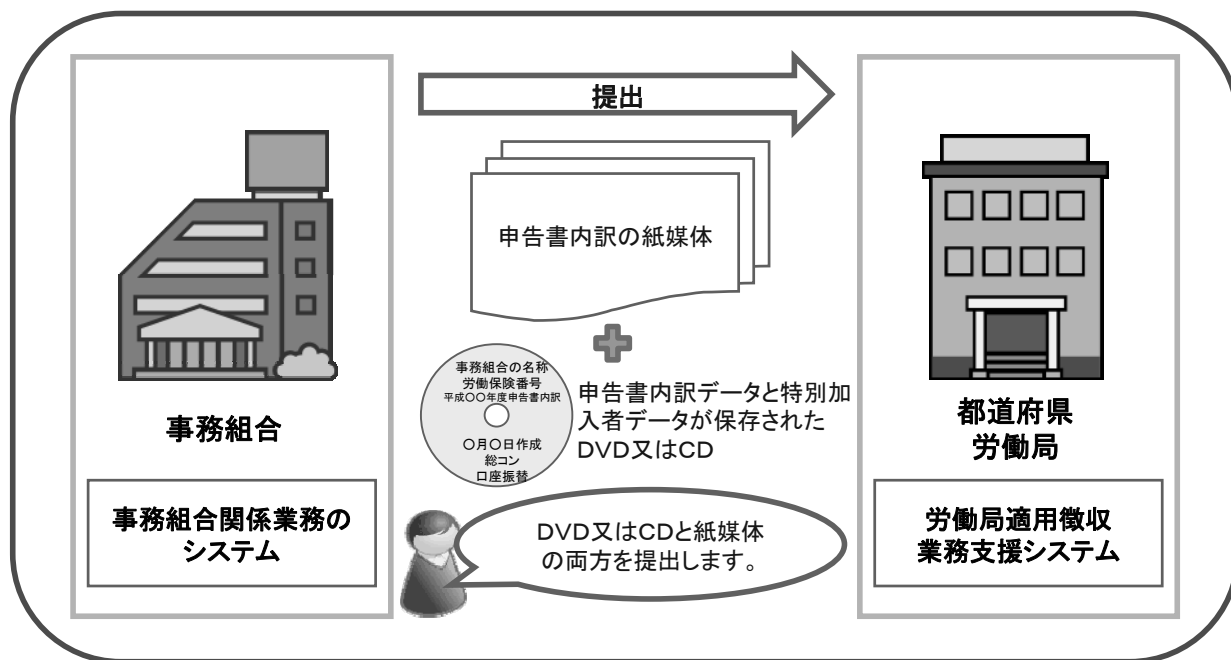 提出
申告書内訳の紙媒体
事務組合の名称
労働保険番号
平成〇〇年度申告書内訳
〇月〇日作成
総コン
口座振替
申告書内訳データと特別加
入者データが保存された
DVD又はCD
DVD又はCDと紙媒体
の両方を提出します。
事務組合
事務組合関係業務の
システム
都道府県
労働局
労働局適用徴収
業務支援システム